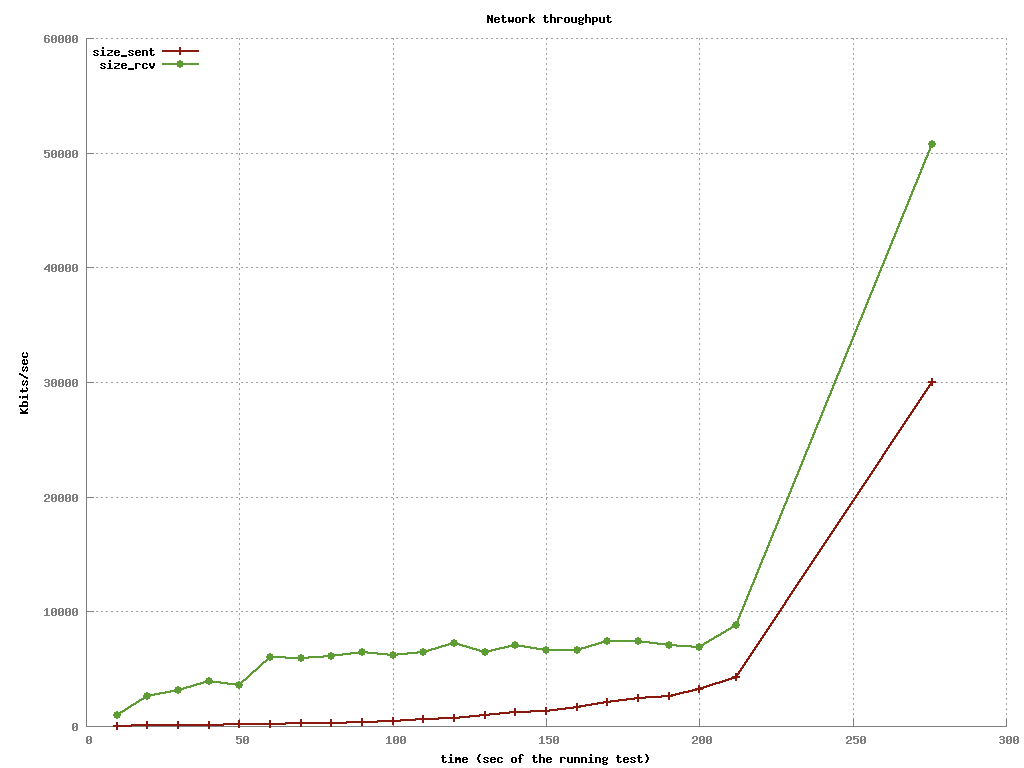 Network throughput
60000
size_sent
size_rcv
50000
40000
Kbits/sec
30000
20000
10000
0
0 50 100 150 200 250 300
time (sec of the running test)